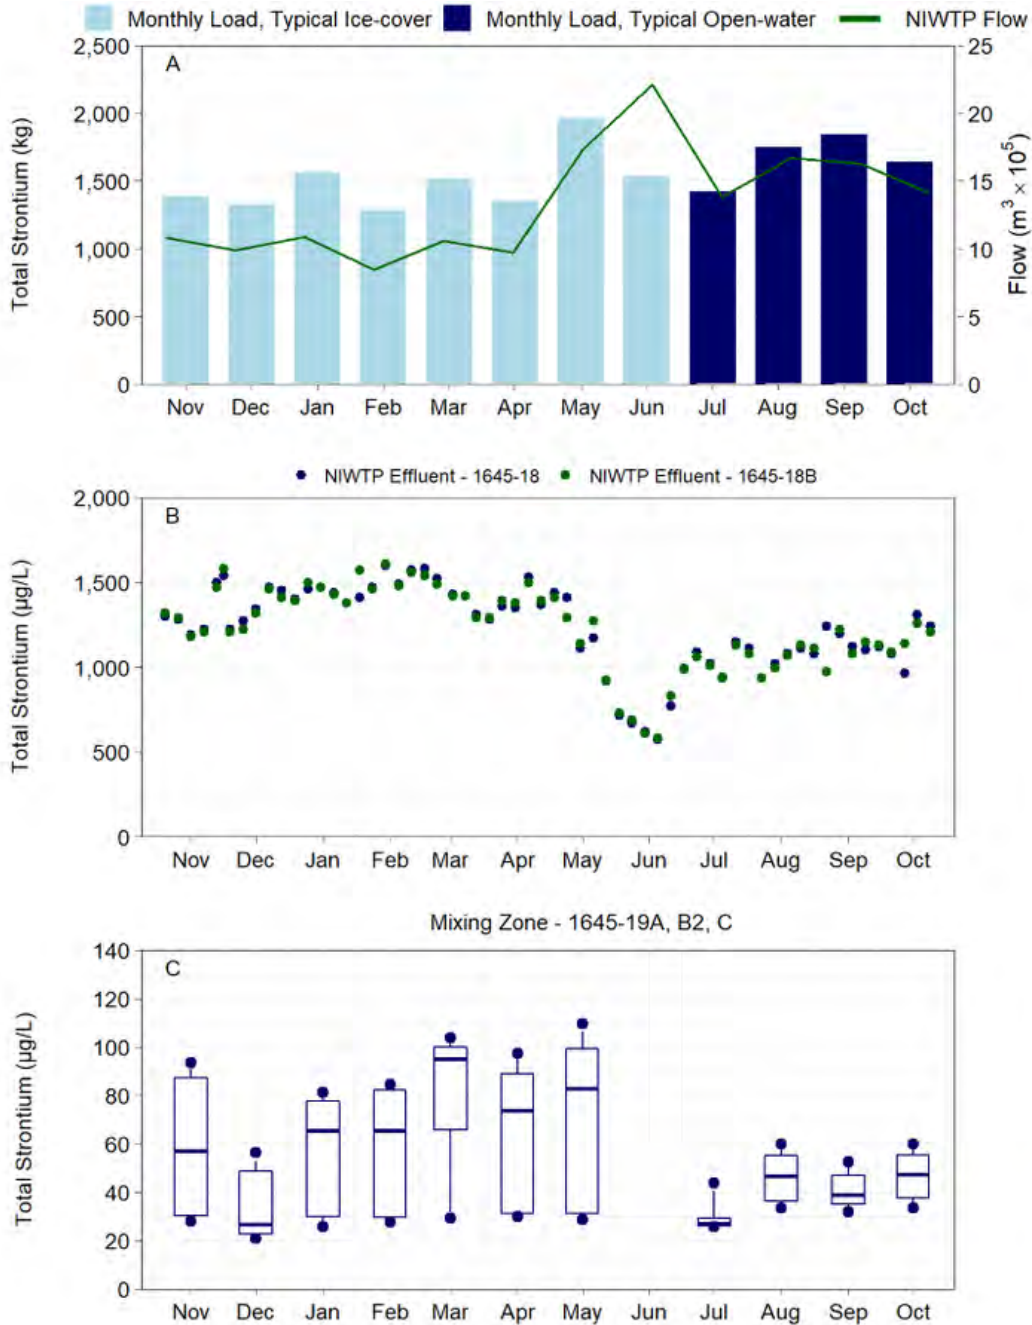 Monthly Load, Typical Ice-cover Monthly Load, Typical Open-water NIWTP Flow
A
2,500
2,000
1,500
1,000
500
0
Total Strontium (kg)
25
20
15
10
5
0
Flow (m³ × 10⁵)
Nov Dec Jan Feb Mar Apr May Jun Jul Aug Sep Oct
NIWTP Effluent - 1645-18 NIWTP Effluent - 1645-18B
B
2,000
1,500
1,000
500
0
Total Strontium (µg/L)
Nov Dec Jan Feb Mar Apr May Jun Jul Aug Sep Oct
Mixing Zone - 1645-19A, B2, C
C
140
120
100
80
60
40
20
0
Total Strontium (µg/L)
Nov Dec Jan Feb Mar Apr May Jun Jul Aug Sep Oct